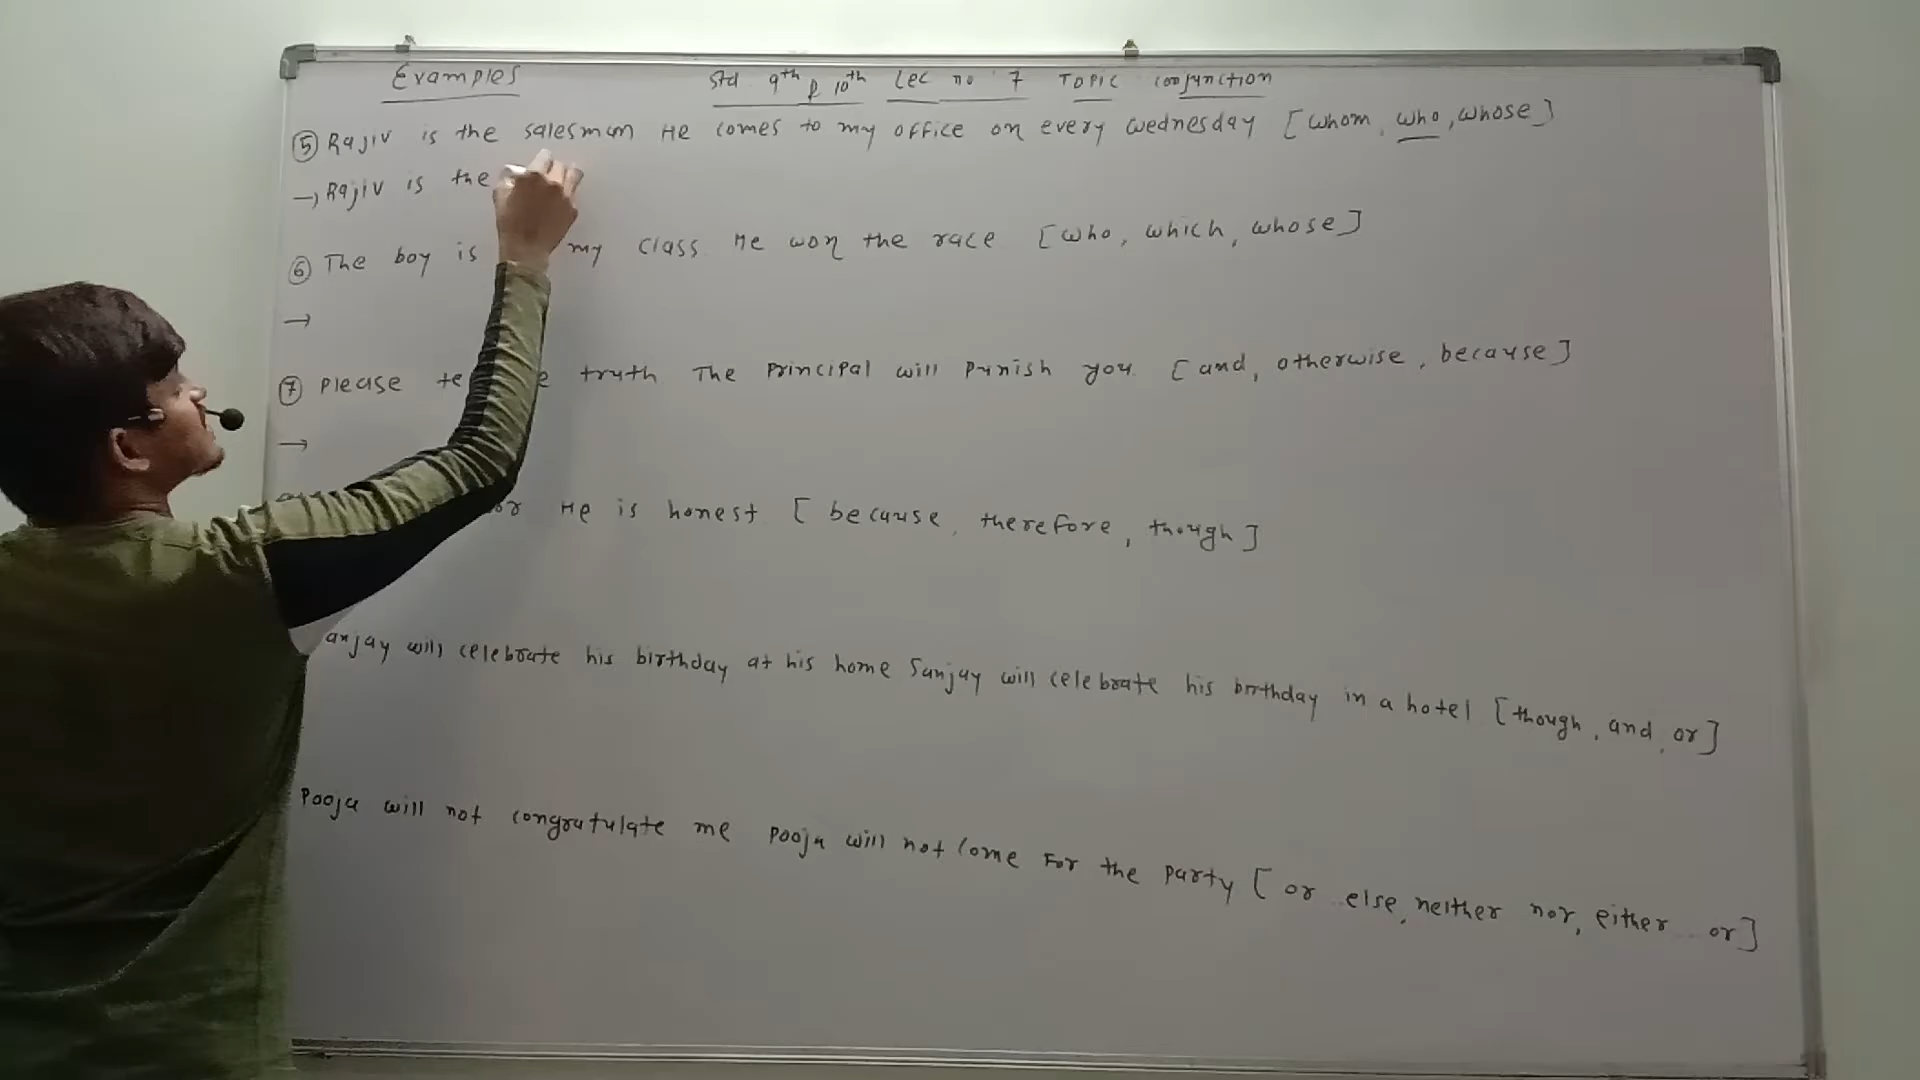 Examples Std 9th & 10th Lec no 7 Topic conjunction
⑤ Rajiv is the salesman He comes to my office on every wednesday [whom, who, whose]
→ Rajiv is the
⑥ The boy is my class. He won the race [who, which, whose]
→
⑦ Please truth The Principal will punish you. [and, otherwise, because]
→
He is honest [because, therefore, though]
will celebrate his birthday at his home Sanjay will celebrate his birthday in a hotel [though, and, or]
Pooja will not congratulate me Pooja will not come For the party [or else, neither nor, either or]